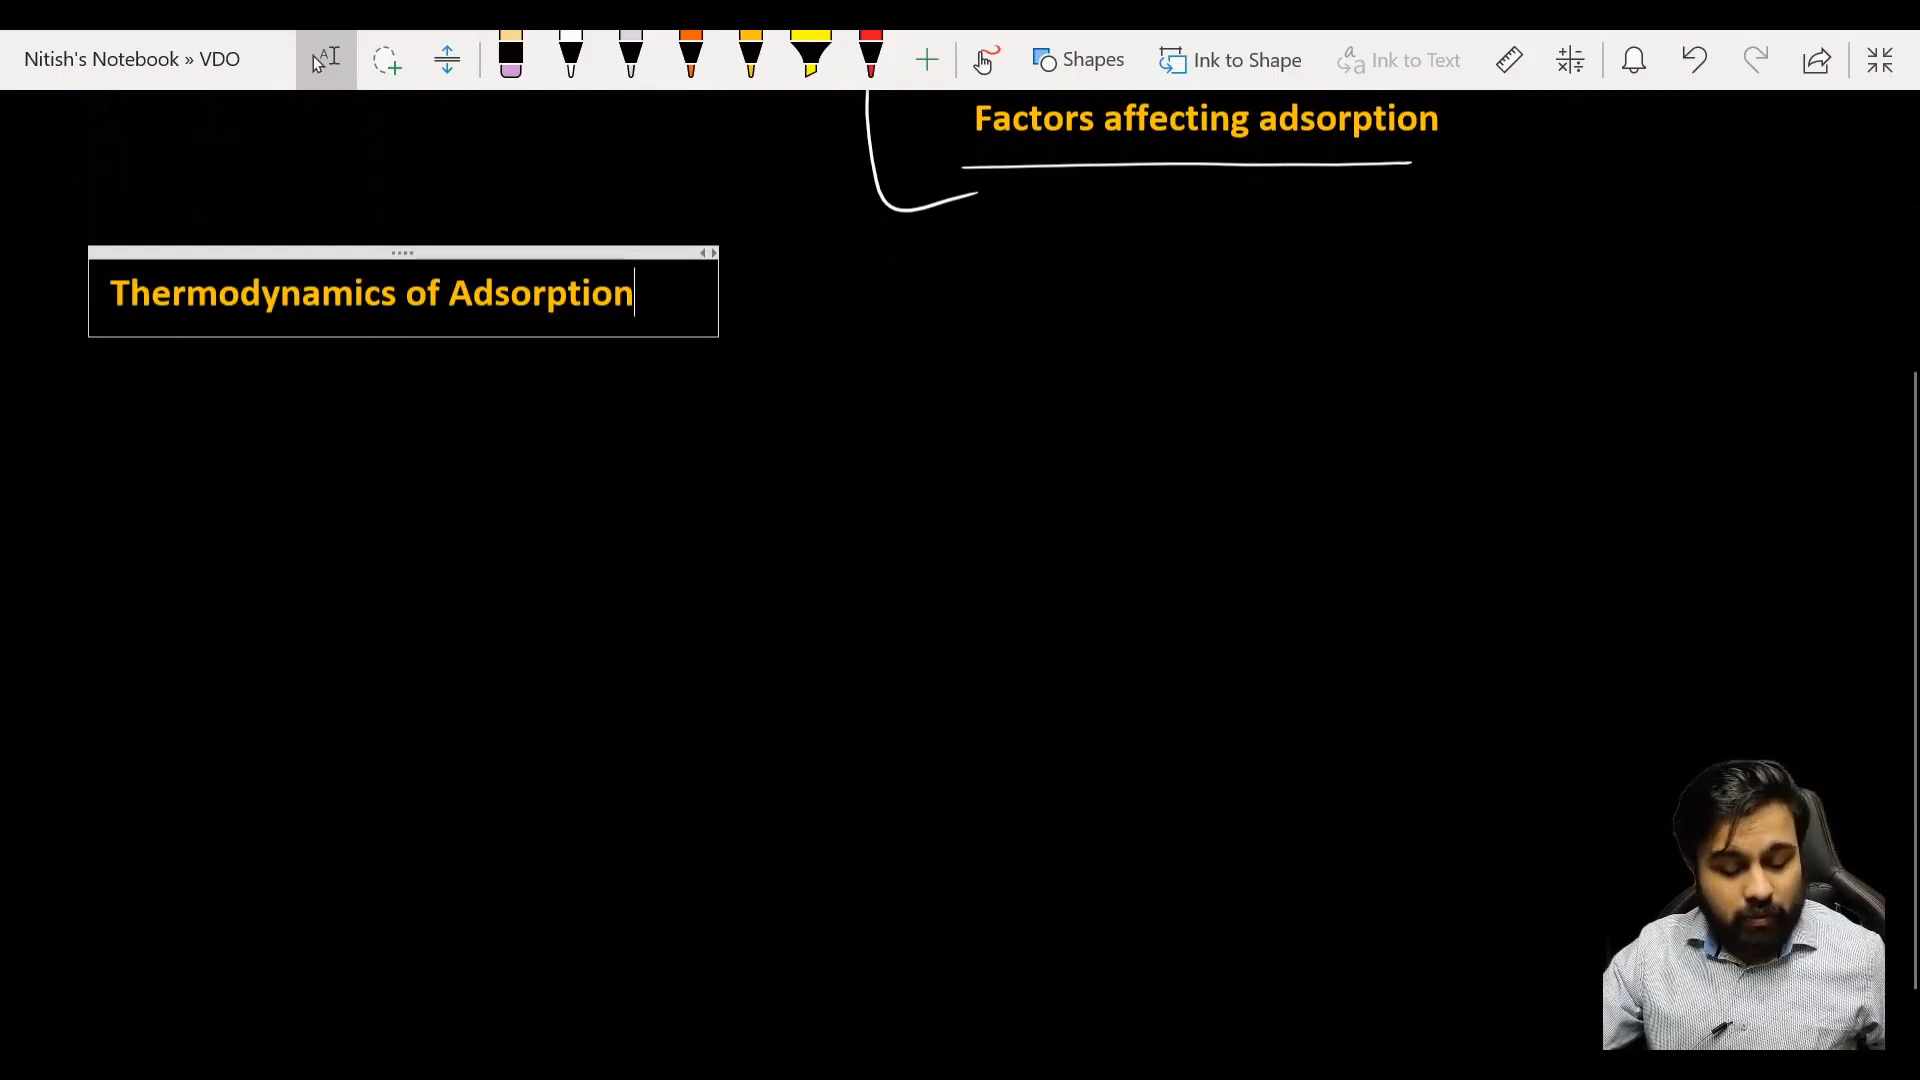 Nitish's Notebook » VDO
Shapes
Ink to Shape
Ink to Text
Factors affecting adsorption
Thermodynamics of Adsorption